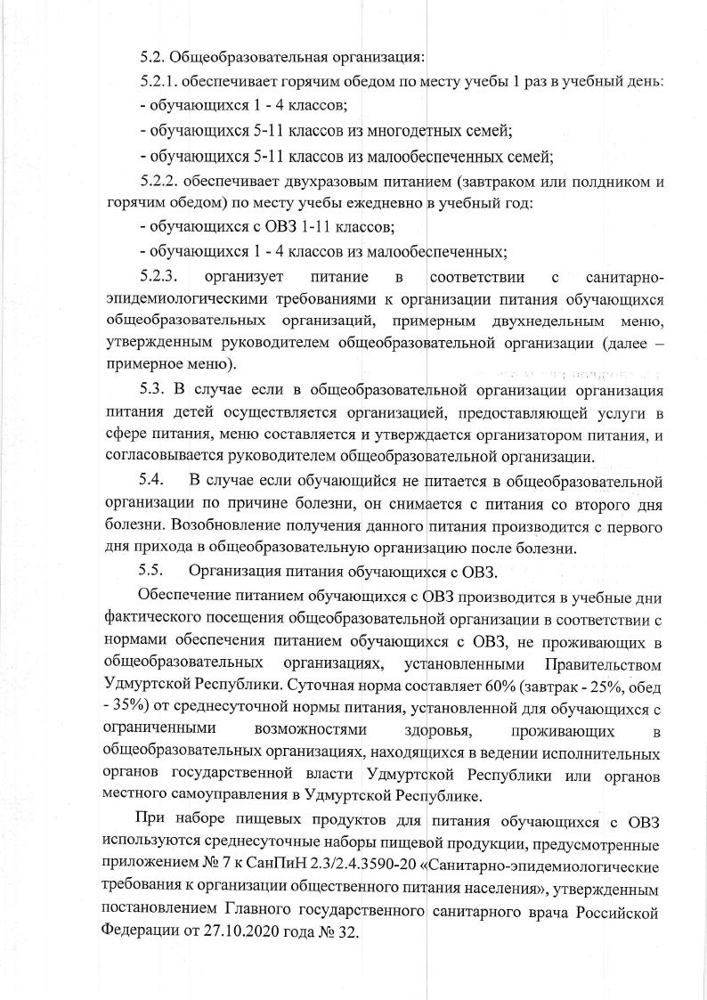 5.2. Общеобразовательная организация:
5.2.1. обеспечивает горячим обедом по месту учебы 1 раз в учебный день:
- обучающихся 1 - 4 классов;
- обучающихся 5-11 классов из многодетных семей;
- обучающихся 5-11 классов из малообеспеченных семей;
5.2.2. обеспечивает двухразовым питанием (завтраком или полдником и
горячим обедом) по месту учебы ежедневно в учебный год:
- обучающихся с ОВЗ 1-11 классов;
- обучающихся 1 - 4 классов из малообеспеченных;
5.2.3. организует питание в соответствии с санитарно-
эпидемиологическими требованиями к организации питания обучающихся
общеобразовательных организаций, примерным двухнедельным меню,
утвержденным руководителем общеобразовательной организации (далее –
примерное меню).
5.3. В случае если в общеобразовательной организации организация
питания детей осуществляется организацией, предоставляющей услуги в
сфере питания, меню составляется и утверждается организатором питания, и
согласовывается руководителем общеобразовательной организации.
5.4. В случае если обучающийся не питается в общеобразовательной
организации по причине болезни, он снимается с питания со второго дня
болезни. Возобновление получения данного питания производится с первого
дня прихода в общеобразовательную организацию после болезни.
5.5. Организация питания обучающихся с ОВЗ.
Обеспечение питанием обучающихся с ОВЗ производится в учебные дни
фактического посещения общеобразовательной организации в соответствии с
нормами обеспечения питанием обучающихся с ОВЗ, не проживающих в
общеобразовательных организациях, установленными Правительством
Удмуртской Республики. Суточная норма составляет 60% (завтрак - 25%, обед
- 35%) от среднесуточной нормы питания, установленной для обучающихся с
ограниченными возможностями здоровья, проживающих в
общеобразовательных организациях, находящихся в ведении исполнительных
органов государственной власти Удмуртской Республики или органов
местного самоуправления в Удмуртской Республике.
При наборе пищевых продуктов для питания обучающихся с ОВЗ
используются среднесуточные наборы пищевой продукции, предусмотренные
приложением № 7 к СанПиН 2.3/2.4.3590-20 «Санитарно-эпидемиологические
требования к организации общественного питания населения», утвержденным
постановлением Главного государственного санитарного врача Российской
Федерации от 27.10.2020 года № 32.